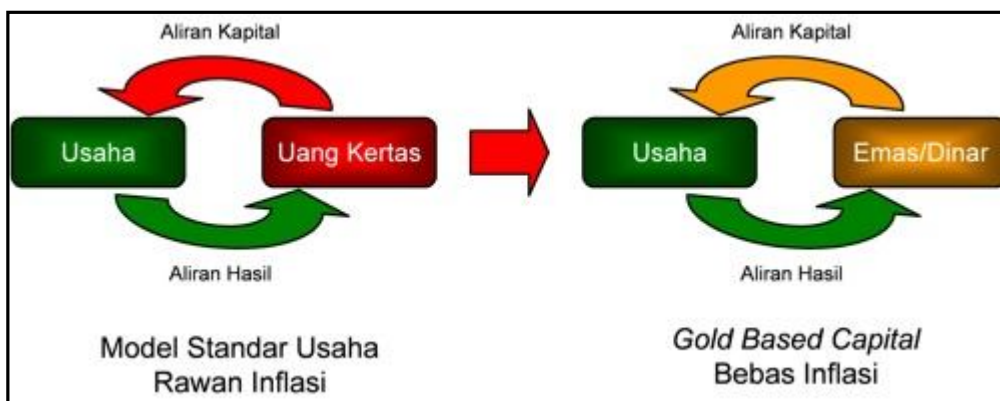 Aliran Kapital
Usaha
Uang Kertas
Aliran Hasil
Model Standar Usaha
Rawan Inflasi
Aliran Kapital
Usaha
Emas/Dinar
Aliran Hasil
Gold Based Capital
Bebas Inflasi